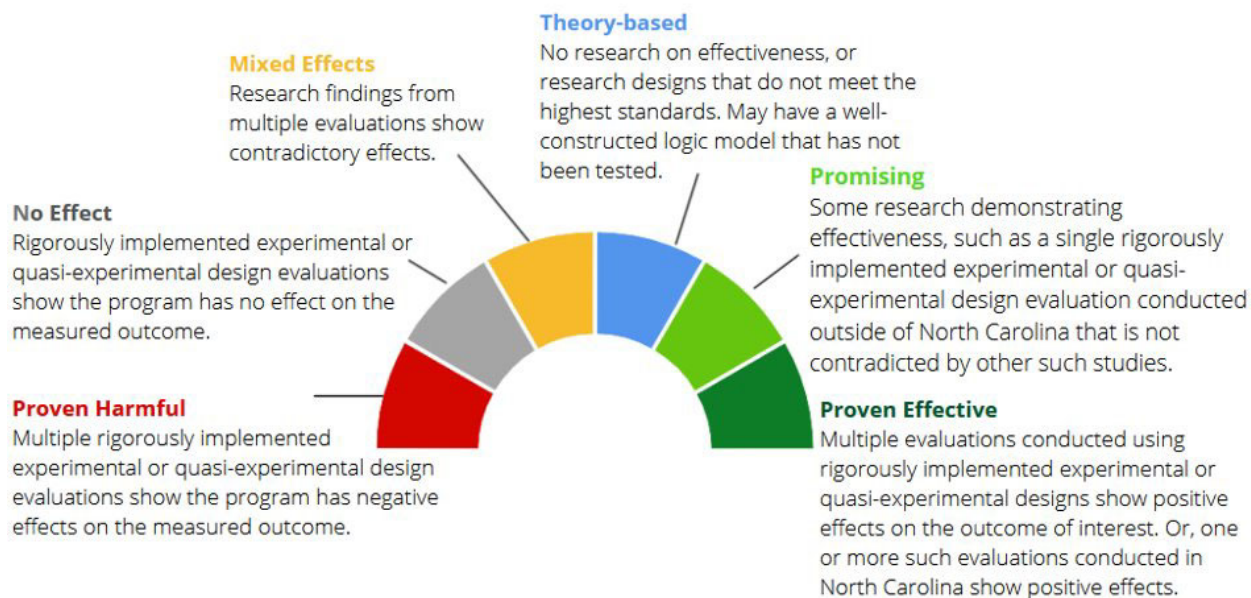 Theory-based
No research on effectiveness, or
research designs that do not meet the
highest standards. May have a well-
constructed logic model that has not
been tested.
Mixed Effects
Research findings from
multiple evaluations show
contradictory effects.
Promising
Some research demonstrating
effectiveness, such as a single rigorously
implemented experimental or quasi-
experimental design evaluation conducted
outside of North Carolina that is not
contradicted by other such studies.
No Effect
Rigorously implemented experimental or
quasi-experimental design evaluations
show the program has no effect on the
measured outcome.
Proven Harmful
Multiple rigorously implemented
experimental or quasi-experimental design
evaluations show the program has negative
effects on the measured outcome.
Proven Effective
Multiple evaluations conducted using
rigorously implemented experimental or
quasi-experimental designs show positive
effects on the outcome of interest. Or, one
or more such evaluations conducted in
North Carolina show positive effects.